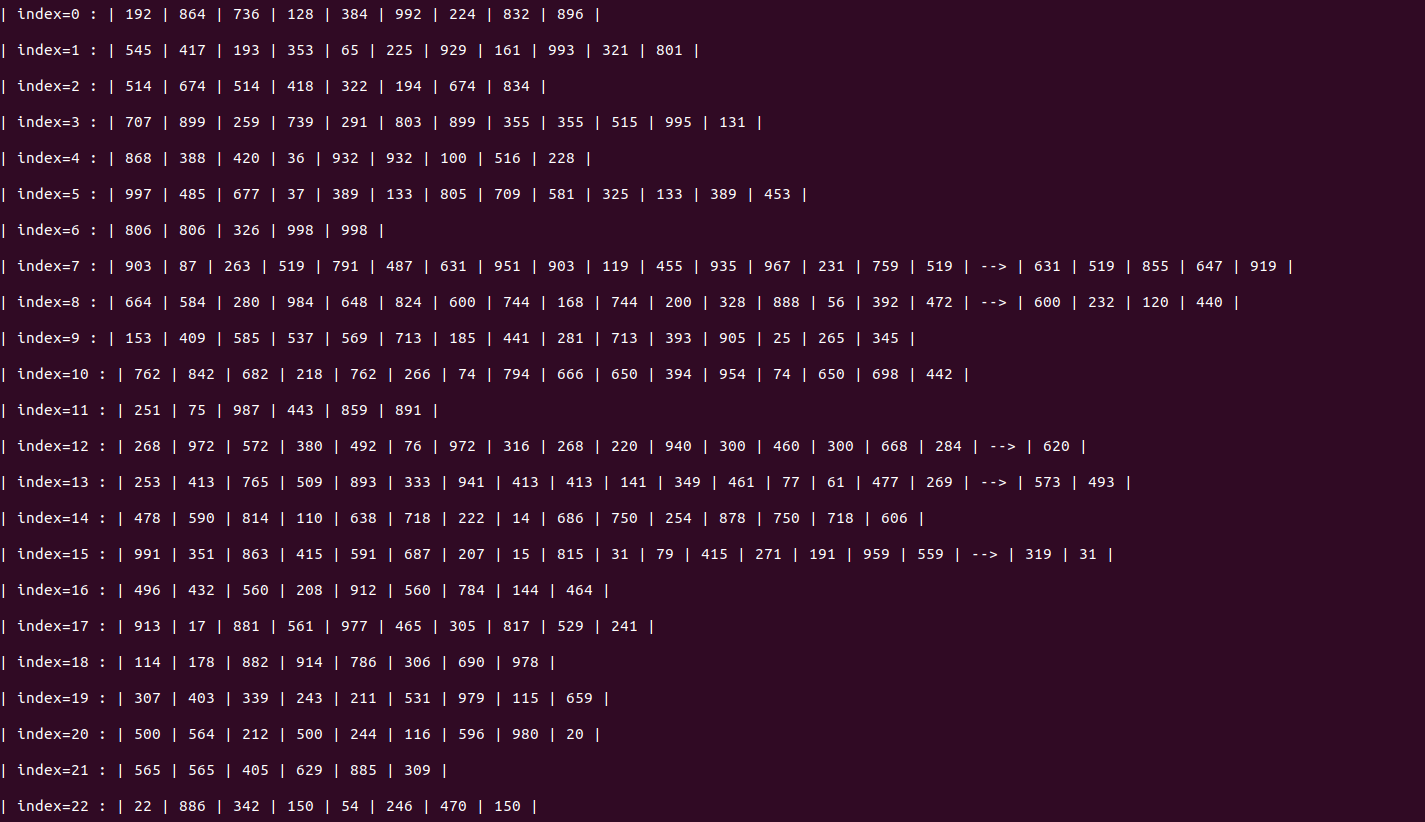 | index=0 : | 192 | 864 | 736 | 128 | 384 | 992 | 224 | 832 | 896 |
| index=1 : | 545 | 417 | 193 | 353 | 65 | 225 | 929 | 161 | 993 | 321 | 801 |
| index=2 : | 514 | 674 | 514 | 418 | 322 | 194 | 674 | 834 |
| index=3 : | 707 | 899 | 259 | 739 | 291 | 803 | 899 | 355 | 355 | 515 | 995 | 131 |
| index=4 : | 868 | 388 | 420 | 36 | 932 | 932 | 100 | 516 | 228 |
| index=5 : | 997 | 485 | 677 | 37 | 389 | 133 | 805 | 709 | 581 | 325 | 133 | 389 | 453 |
| index=6 : | 806 | 806 | 326 | 998 | 998 |
| index=7 : | 903 | 87 | 263 | 519 | 791 | 487 | 631 | 951 | 903 | 119 | 455 | 935 | 967 | 231 | 759 | 519 | --> | 631 | 519 | 855 | 647 | 919 |
| index=8 : | 664 | 584 | 280 | 984 | 648 | 824 | 600 | 744 | 168 | 744 | 200 | 328 | 888 | 56 | 392 | 472 | --> | 600 | 232 | 120 | 440 |
| index=9 : | 153 | 409 | 585 | 537 | 569 | 713 | 185 | 441 | 281 | 713 | 393 | 905 | 25 | 265 | 345 |
| index=10 : | 762 | 842 | 682 | 218 | 762 | 266 | 74 | 794 | 666 | 650 | 394 | 954 | 74 | 650 | 698 | 442 |
| index=11 : | 251 | 75 | 987 | 443 | 859 | 891 |
| index=12 : | 268 | 972 | 572 | 380 | 492 | 76 | 972 | 316 | 268 | 220 | 940 | 300 | 460 | 300 | 668 | 284 | --> | 620 |
| index=13 : | 253 | 413 | 765 | 509 | 893 | 333 | 941 | 413 | 413 | 141 | 349 | 461 | 77 | 61 | 477 | 269 | --> | 573 | 493 |
| index=14 : | 478 | 590 | 814 | 110 | 638 | 718 | 222 | 14 | 686 | 750 | 254 | 878 | 750 | 718 | 606 |
| index=15 : | 991 | 351 | 863 | 415 | 591 | 687 | 207 | 15 | 815 | 31 | 79 | 415 | 271 | 191 | 959 | 559 | --> | 319 | 31 |
| index=16 : | 496 | 432 | 560 | 208 | 912 | 560 | 784 | 144 | 464 |
| index=17 : | 913 | 17 | 881 | 561 | 977 | 465 | 305 | 817 | 529 | 241 |
| index=18 : | 114 | 178 | 882 | 914 | 786 | 306 | 690 | 978 |
| index=19 : | 307 | 403 | 339 | 243 | 211 | 531 | 979 | 115 | 659 |
| index=20 : | 500 | 564 | 212 | 500 | 244 | 116 | 596 | 980 | 20 |
| index=21 : | 565 | 565 | 405 | 629 | 885 | 309 |
| index=22 : | 22 | 886 | 342 | 150 | 54 | 246 | 470 | 150 |